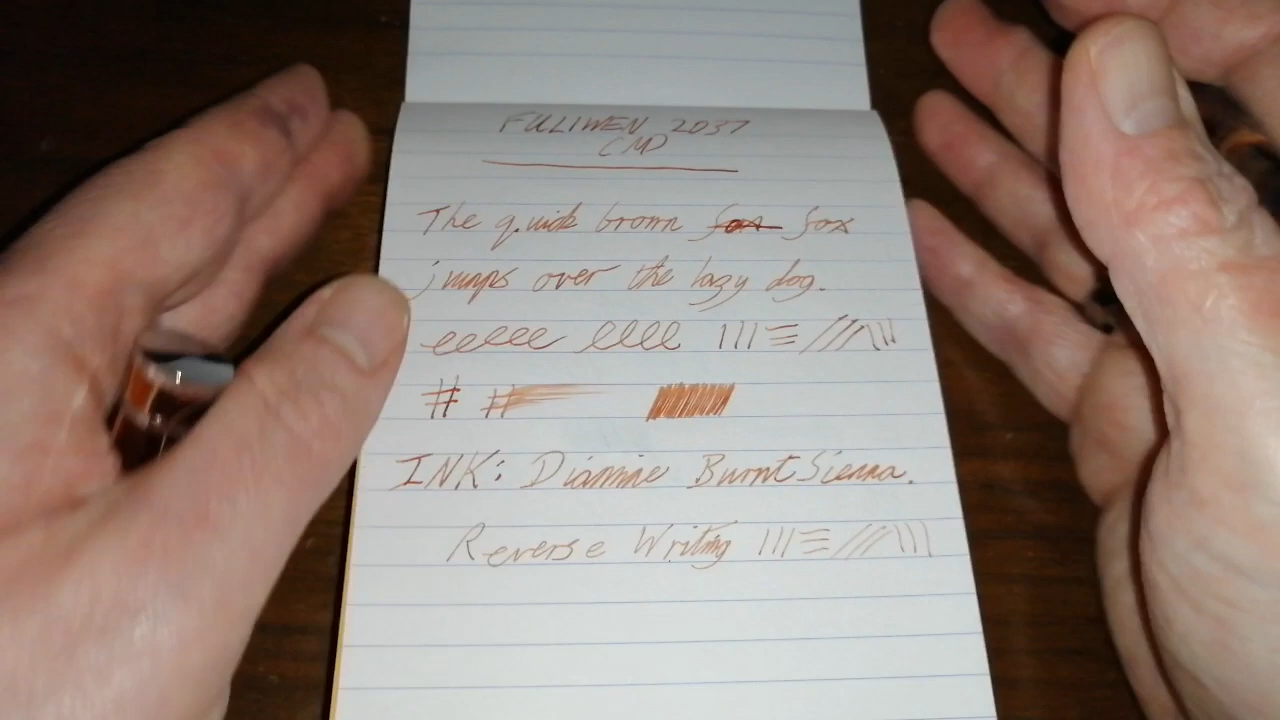 FULIWEN 2037
CMD
The quick brown fox fox
jumps over the lazy dog.
eeeee llll
# #
INK: Diamine Burnt Sienna.
Reverse Writing